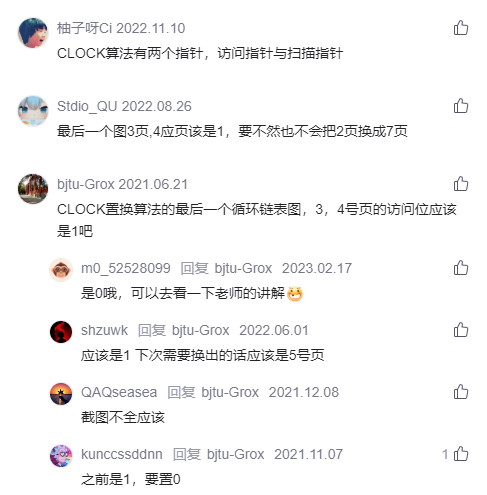 柚子呀Ci 2022.11.10
CLOCK算法有两个指针，访问指针与扫描指针
Stdio_QU 2022.08.26
最后一个图3页,4应页该是1，要不然也不会把2页换成7页
bjtu-Grox 2021.06.21
CLOCK置换算法的最后一个循环链表图，3，4号页的访问位应该
是1吧
m0_52528099 回复 bjtu-Grox 2023.02.17
是0哦，可以去看一下老师的讲解😁
shzuwk 回复 bjtu-Grox 2022.06.01
应该是1 下次需要换出的话应该是5号页
QAQseasea 回复 bjtu-Grox 2021.12.08
截图不全应该
kunccssddnn 回复 bjtu-Grox 2021.11.07 1
之前是1，要置0